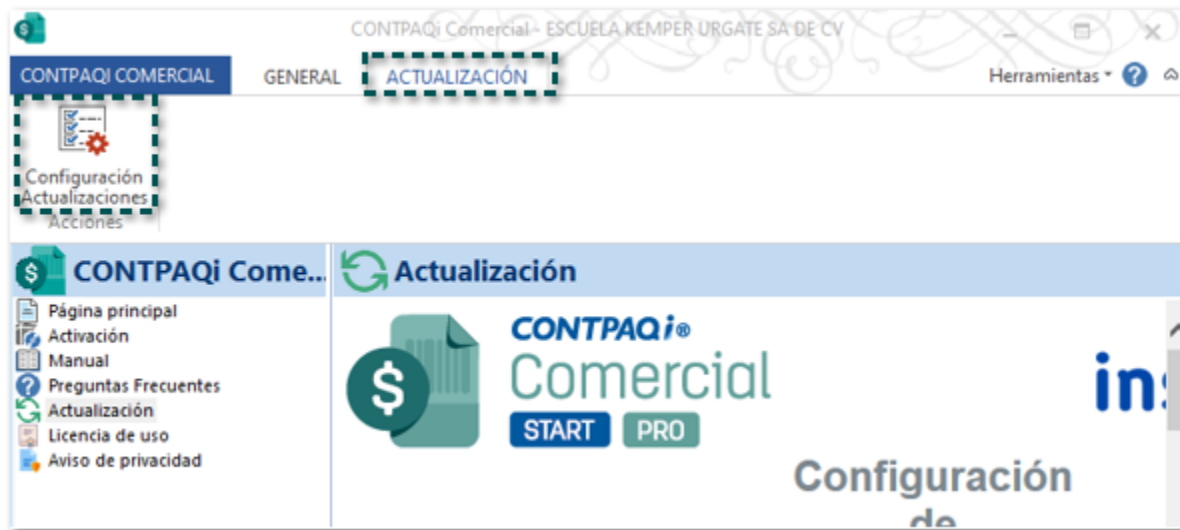 CONTPAQi Comercial - ESCUELA KEMPER URGATE SA DE CV
CONTPAQI COMERCIAL GENERAL ACTUALIZACIÓN Herramientas
Configuración
Actualizaciones
Acciones
CONTPAQi Come...
Página principal
Activación
Manual
Preguntas Frecuentes
Actualización
Licencia de uso
Aviso de privacidad
Actualización
CONTPAQi®
Comercial
START PRO
Configuración
de